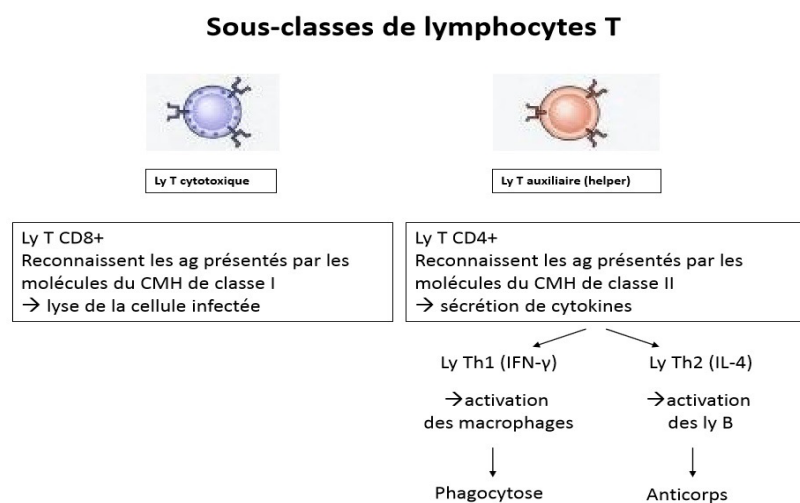 Sous-classes de lymphocytes T
Ly T cytotoxique
Ly T auxiliaire (helper)
Ly T CD8+
Reconnaissent les ag présentés par les
molécules du CMH de classe I
→ lyse de la cellule infectée
Ly T CD4+
Reconnaissent les ag présentés par les
molécules du CMH de classe II
→ sécrétion de cytokines
Ly Th1 (IFN-γ)
→activation
des macrophages
Phagocytose
Ly Th2 (IL-4)
→activation
des ly B
Anticorps